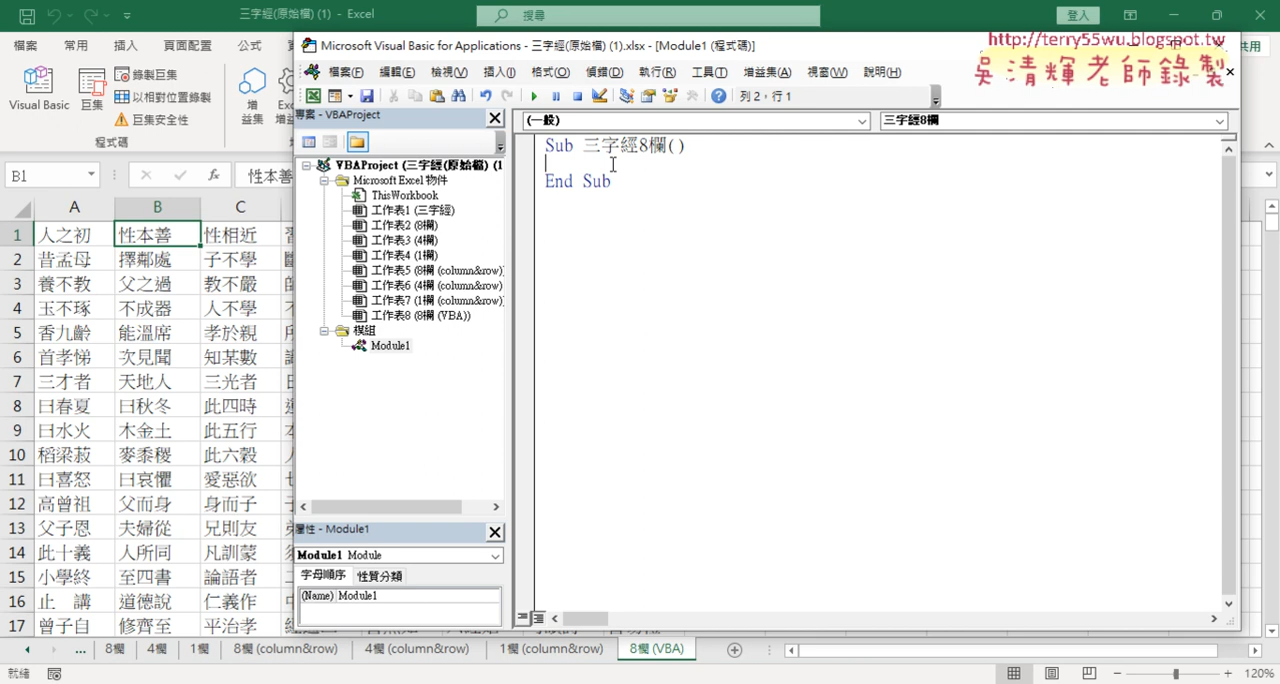 三字經(原始檔) (1) - Excel
搜尋
登入
檔案
常用
插入
頁面配置
公式
共用
Visual Basic
巨集
錄製巨集
以相對位置錄製
巨集安全性
增益集
程式碼
B1
性本善
A B C
1 人之初 性本善 性相近
2 昔孟母 擇鄰處 子不學
3 養不教 父之過 教不嚴
4 玉不琢 不成器 人不學
5 香九齡 能溫席 孝於親
6 首孝悌 次見聞 知某數
7 三才者 天地人 三光者
8 曰春夏 曰秋冬 此四時
9 曰水火 木金土 此五行
10 稻梁菽 麥黍稷 此六穀
11 曰喜怒 曰哀懼 愛惡欲
12 高曾祖 父而身 身而子
13 父子恩 夫婦從 兄則友
14 此十義 人所同 凡訓蒙
15 小學終 至四書 論語者
16 止 講 道德說 仁義作
17 曾子自 修齊至 平治孝
Microsoft Visual Basic for Applications - 三字經(原始檔) (1).xlsx - [Module1 (程式碼)]
http://terry55wu.blogspot.tw
吳清輝老師錄製
檔案(F) 編輯(E) 檢視(V) 插入(I) 格式(O) 偵錯(D) 執行(R) 工具(T) 增益集(A) 視窗(W) 說明(H)
列 2，行 1
專案 - VBAProject
VBAProject (三字經(原始檔) (1
Microsoft Excel 物件
ThisWorkbook
工作表1 (三字經)
工作表2 (8欄)
工作表3 (4欄)
工作表4 (1欄)
工作表5 (8欄 (column&row))
工作表6 (4欄 (column&row))
工作表7 (1欄 (column&row))
工作表8 (8欄 (VBA))
模組
Module1
屬性 - Module1
Module1 Module
字母順序 性質分類
(Name) Module1
(一般)
三字經8欄
Sub 三字經8欄()
End Sub
... 8欄 4欄 1欄 8欄 (column&row) 4欄 (column&row) 1欄 (column&row) 8欄 (VBA)
就緒
120%